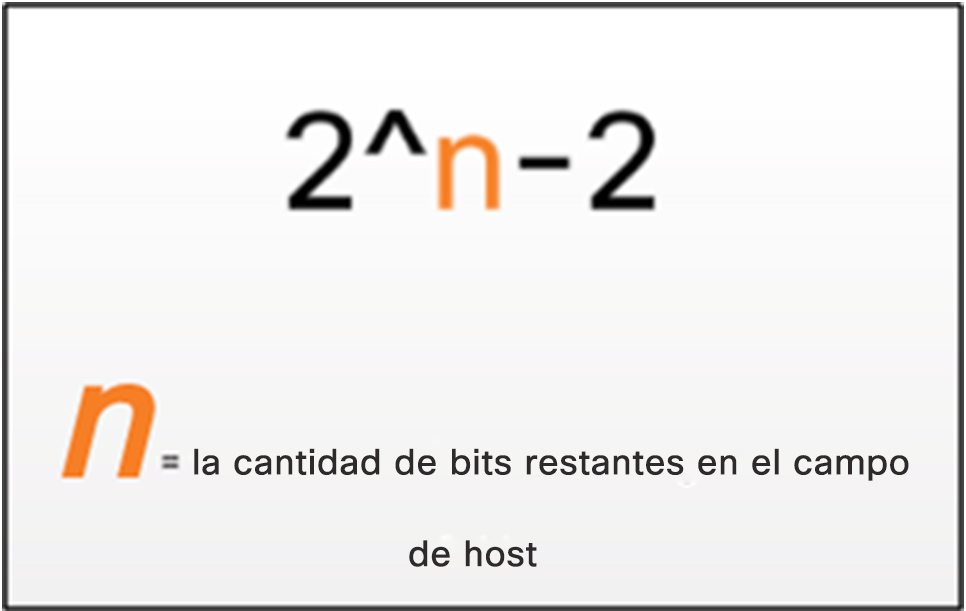 2^n-2
n = la cantidad de bits restantes en el campo
de host